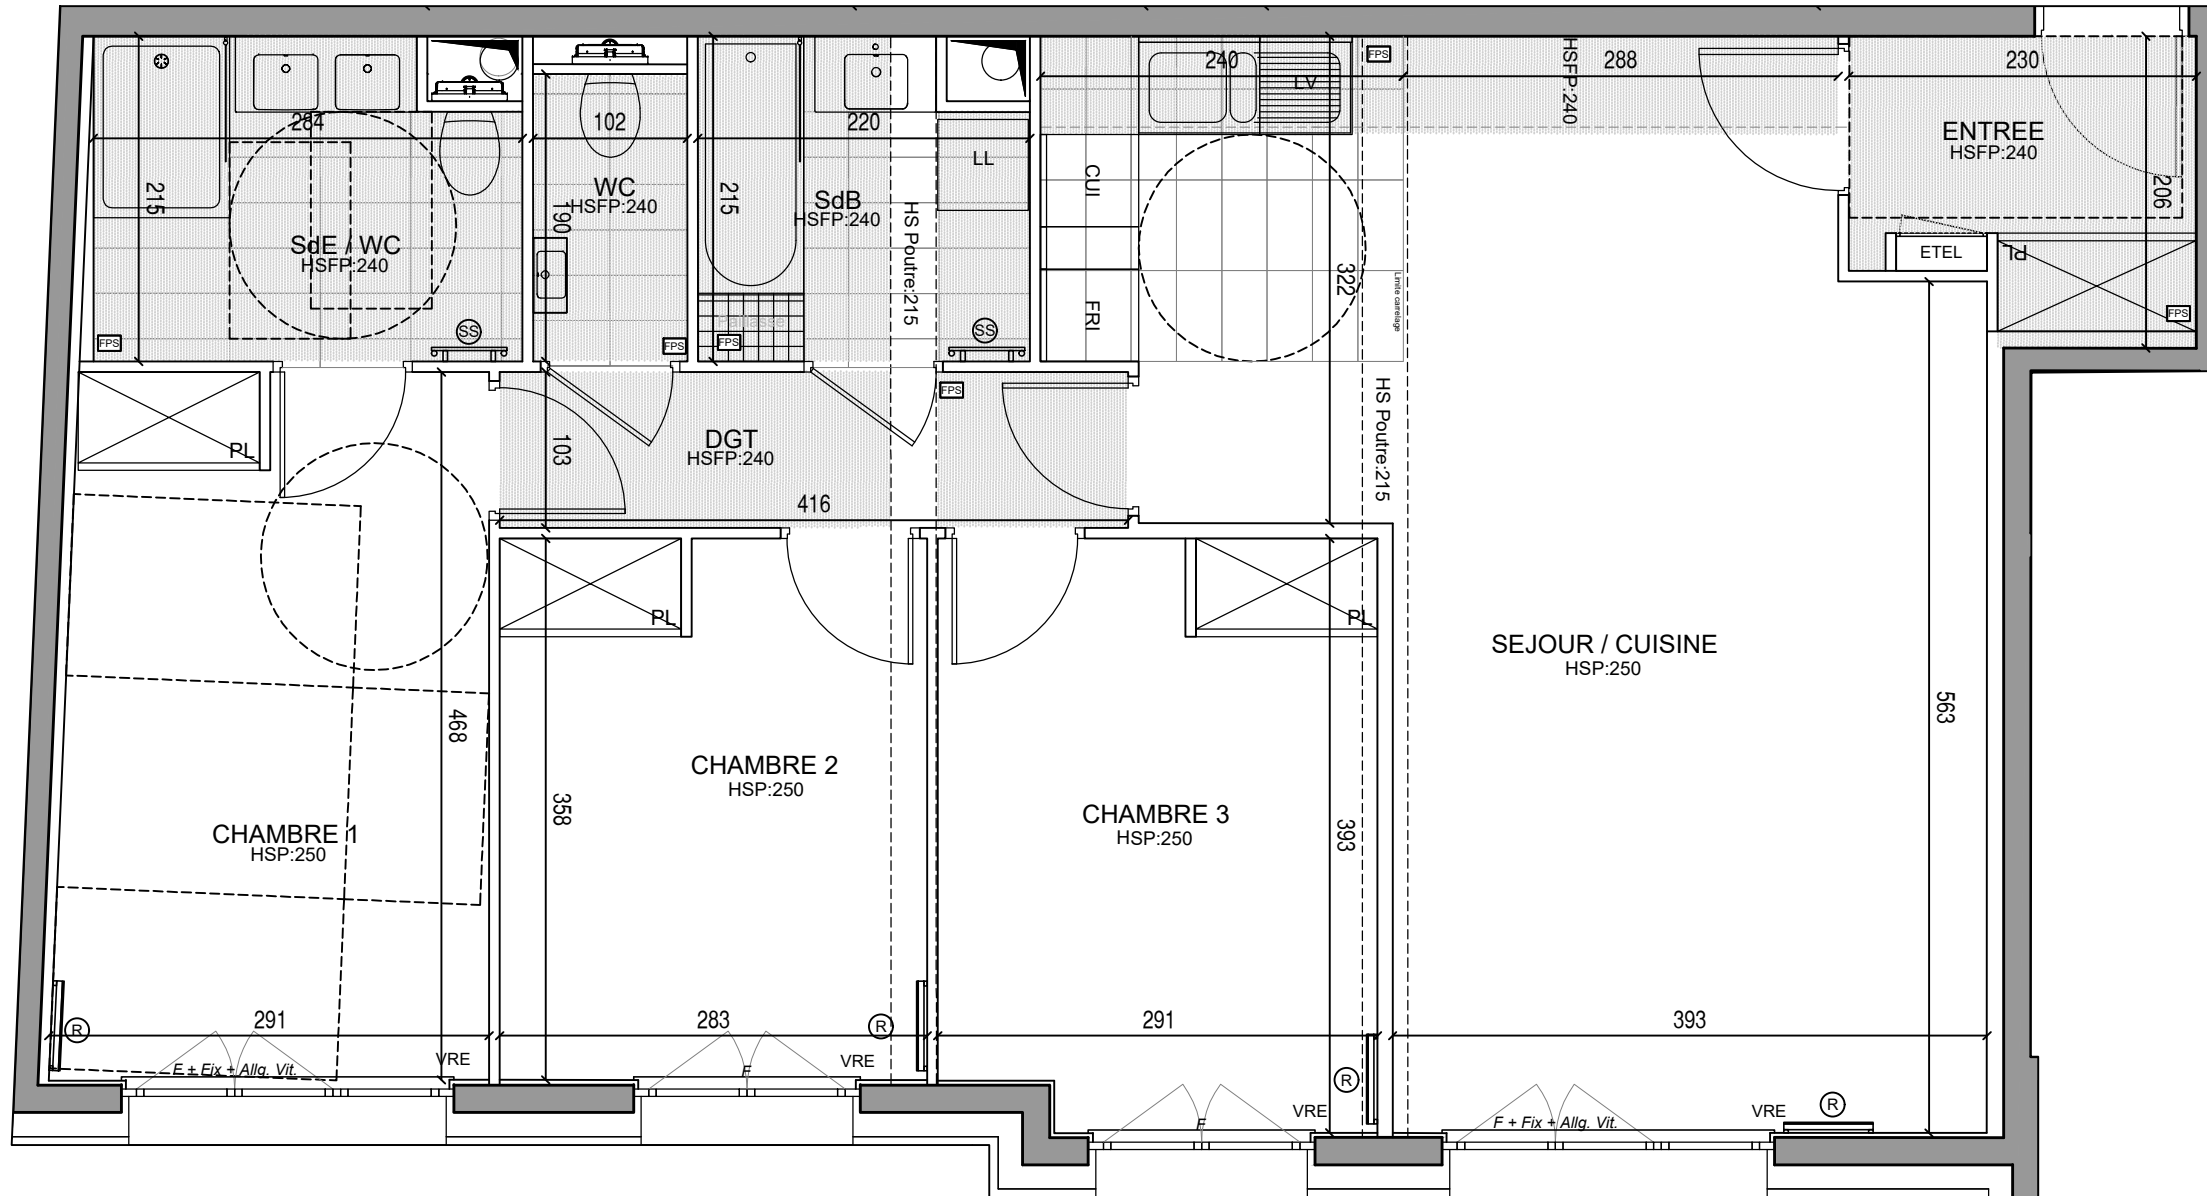 240
288
230
FPS
LV
HSFP:240
284
102
220
ENTREE
HSFP:240
LL
CUI
215
WC
HSFP:240
190
215
SdB
HSFP:240
206
HS Poutre:215
SdE / WC
HSFP:240
322
Limite carrelage
ETEL
PL
FRI
FPS
Paillasse
SS
SS
FPS
FPS
FPS
FPS
HS Poutre:215
PL
103
DGT
HSFP:240
416
PL
PL
SEJOUR / CUISINE
HSP:250
468
563
CHAMBRE 2
HSP:250
358
CHAMBRE 3
HSP:250
393
CHAMBRE 1
HSP:250
291
283
291
393
R
R
VRE
VRE
F + Fix + Allg. Vit.
F
R
R
VRE
VRE
F
F + Fix + Allg. Vit.